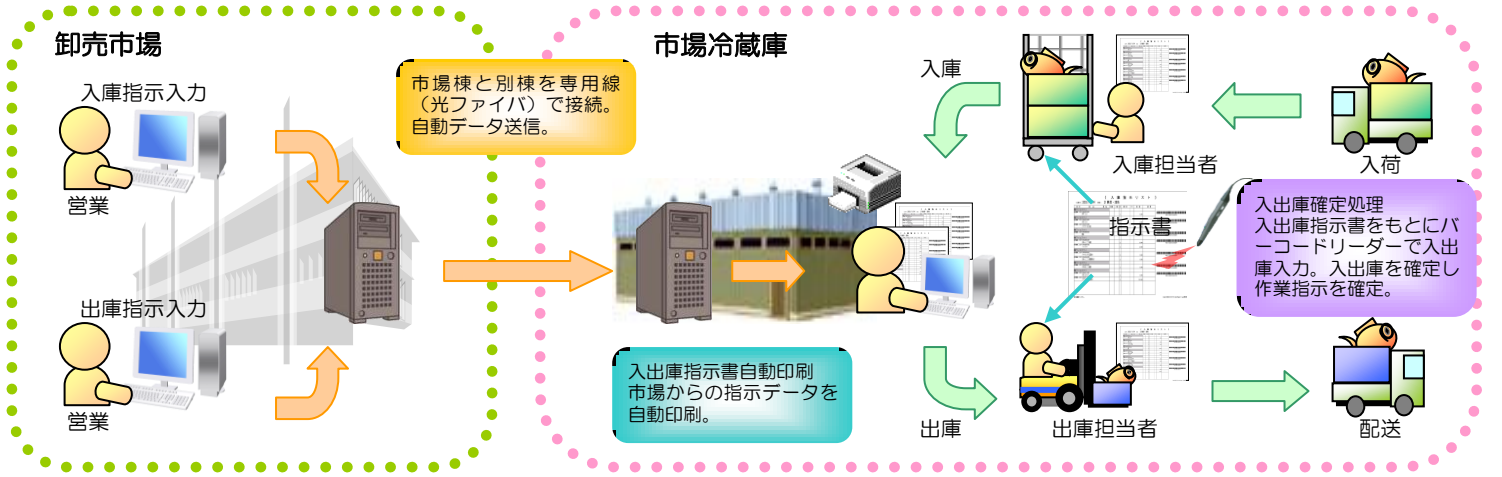 卸売市場
入庫指示入力
営業
出庫指示入力
営業
市場棟と別棟を専用線
（光ファイバ）で接続。
自動データ送信。
市場冷蔵庫
入庫
入庫担当者
入荷
指示書
入出庫確定処理
入出庫指示書をもとにバ
ーコードリーダーで入出
庫入力。入出庫を確定し
作業指示を確定。
入出庫指示書自動印刷
市場からの指示データを
自動印刷。
出庫
出庫担当者
配送